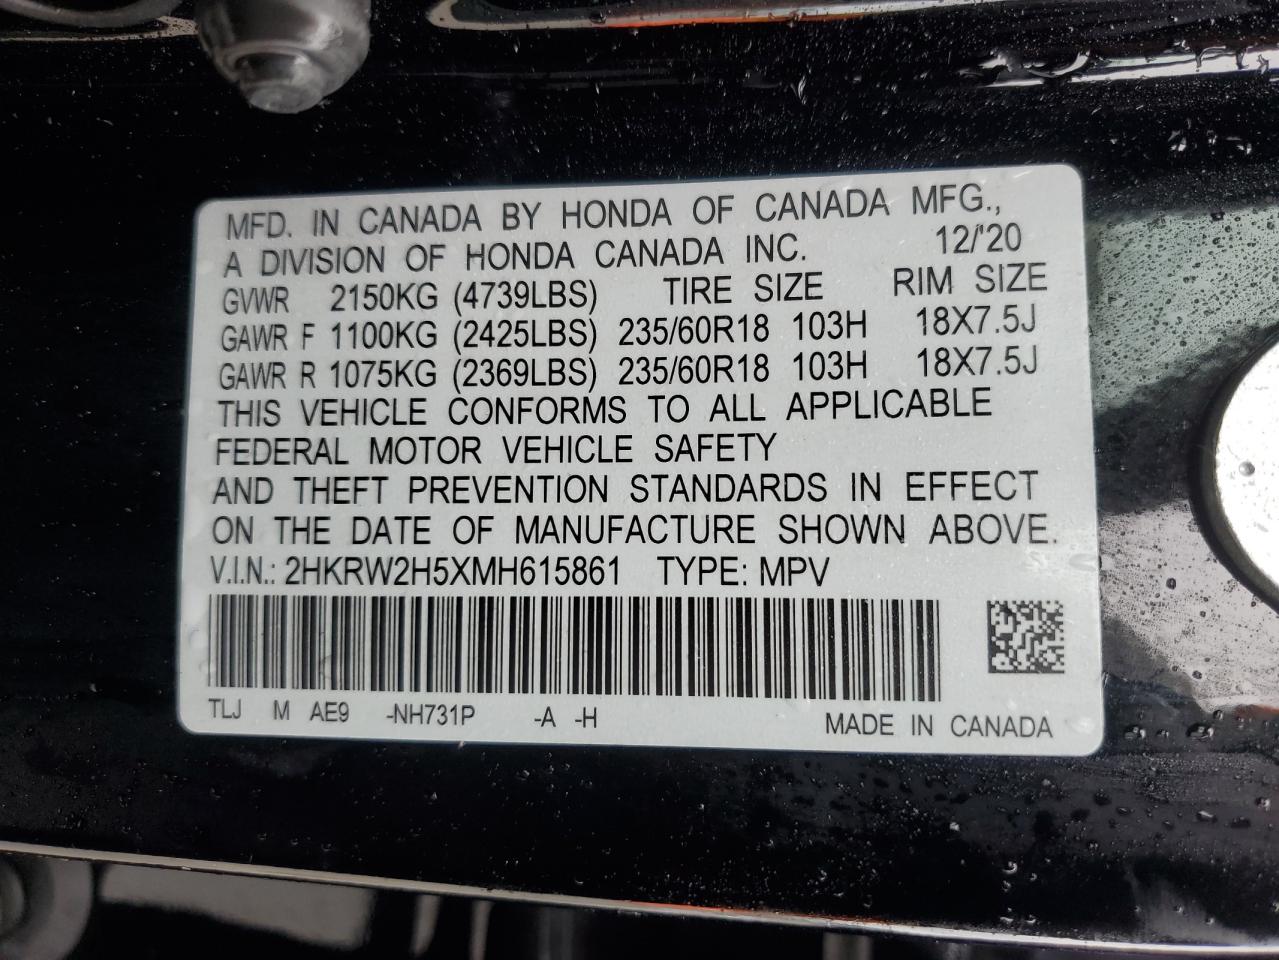 MFD. IN CANADA BY HONDA OF CANADA MFG.,
A DIVISION OF HONDA CANADA INC. 12/'20
GVWR 2150KG (4739LBS) TIRE SIZE RIM SIZE
GAWR F 1100KG (2425LBS) 235/60R18 103H 18X7.5J
GAWR R 1075KG (2369LBS) 235/60R18 103H 18X7.5J
THIS VEHICLE CONFORMS TO ALL APPLICABLE
FEDERAL MOTOR VEHICLE SAFETY
AND THEFT PREVENTION STANDARDS IN EFFECT
ON THE DATE OF MANUFACTURE SHOWN ABOVE.
V.I.N.: 2HKRW2H5XMH615861 TYPE: MPV
TLJ M AE9 -NH731P -A -H MADE IN CANADA